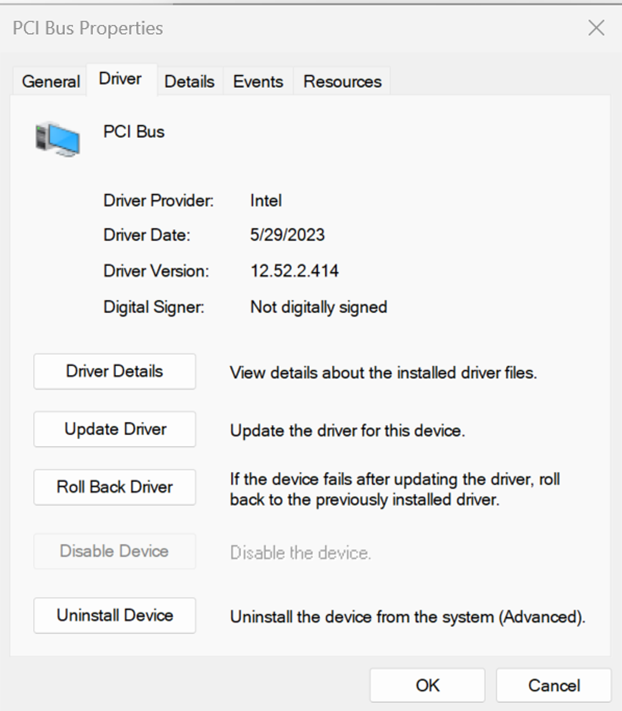 PCI Bus Properties
General Driver Details Events Resources
PCI Bus
Driver Provider: Intel
Driver Date: 5/29/2023
Driver Version: 12.52.2.414
Digital Signer: Not digitally signed
Driver Details View details about the installed driver files.
Update Driver Update the driver for this device.
Roll Back Driver If the device fails after updating the driver, roll
back to the previously installed driver.
Disable Device Disable the device.
Uninstall Device Uninstall the device from the system (Advanced).
OK Cancel